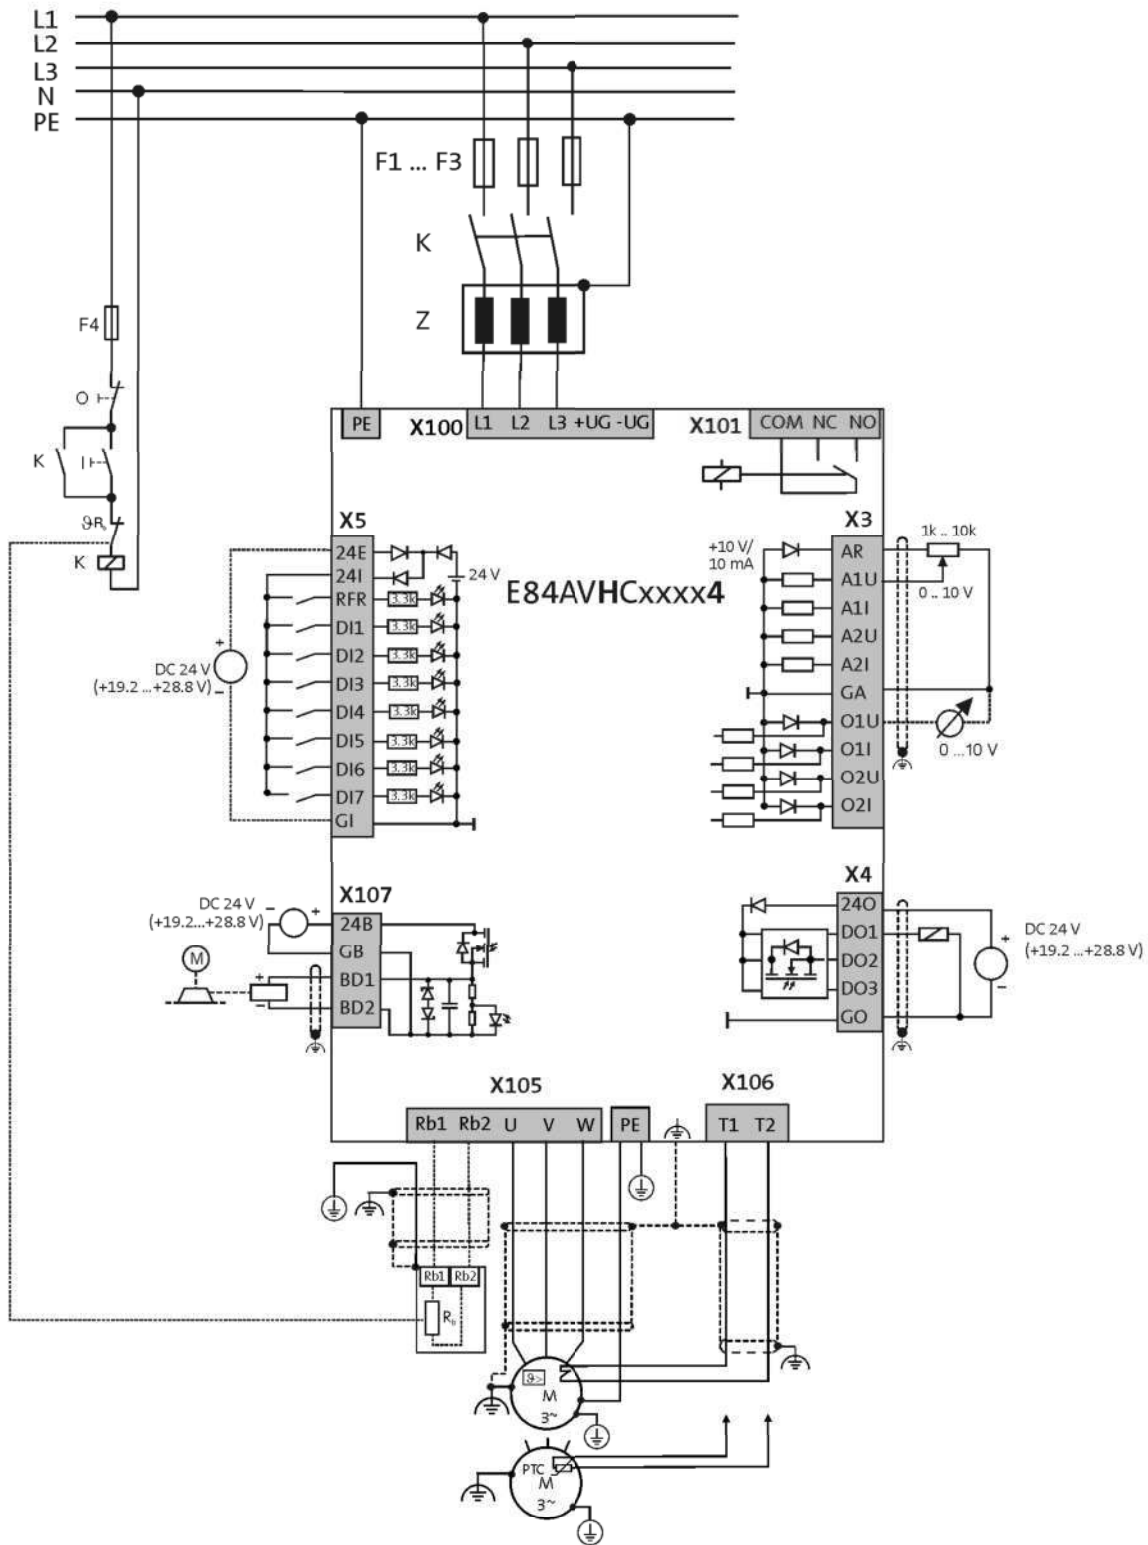 L1
L2
L3
N
PE
F1 ... F3
K
Z
F4
O
K
I
ϑRb
K
PE
X100
L1 L2 L3 +UG -UG
X101
COM NC NO
X5
24E
24I
24 V
RFR
3.3k
DI1
3.3k
DI2
3.3k
DI3
3.3k
DI4
3.3k
DI5
3.3k
DI6
3.3k
DI7
3.3k
GI
+
DC 24 V
(+19.2 ...+28.8 V)
–
E84AVHCxxxx4
X3
+10 V/
10 mA
AR
A1U
A1I
A2U
A2I
GA
O1U
O1I
O2U
O2I
1k .. 10k
0 .. 10 V
0 ...10 V
X107
DC 24 V
(+19.2...+28.8 V)
–
+
24B
GB
BD1
BD2
M
+
–
X4
24O
DO1
DO2
DO3
GO
+
DC 24 V
(+19.2 ...+28.8 V)
–
X105
Rb1 Rb2 U V W
PE
X106
T1 T2
Rb1 Rb2
Rb
ϑ>
M
3~
PTC
M
3~